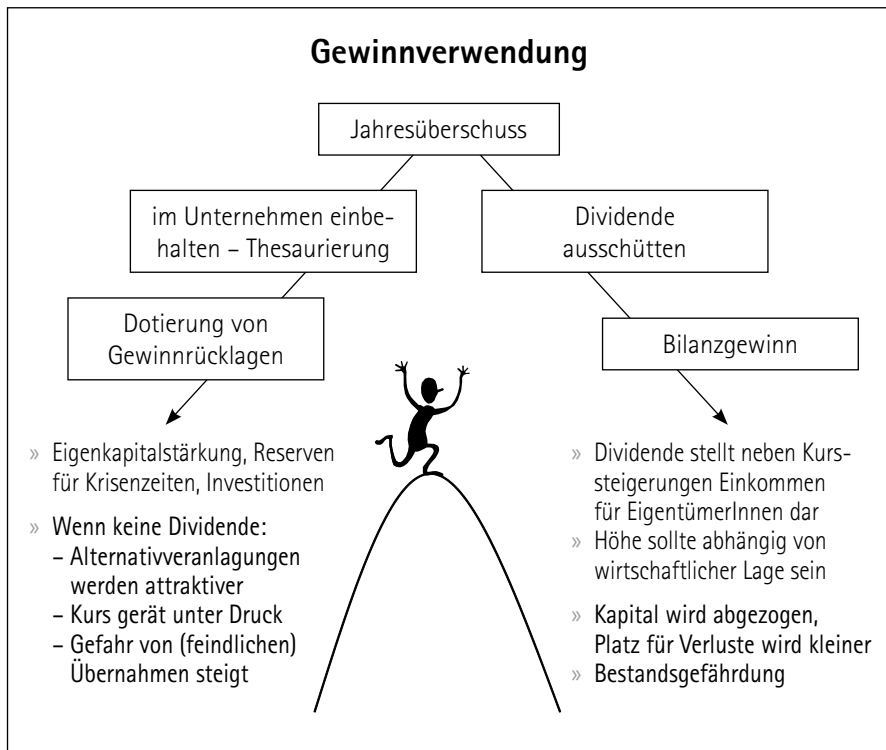 Gewinnverwendung
Jahresüberschuss
im Unternehmen einbe-
halten – Thesaurierung
Dividende
ausschütten
Dotierung von
Gewinnrücklagen
Bilanzgewinn
» Eigenkapitalstärkung, Reserven
für Krisenzeiten, Investitionen
» Wenn keine Dividende:
– Alternativveranlagungen
werden attraktiver
– Kurs gerät unter Druck
– Gefahr von (feindlichen)
Übernahmen steigt
» Dividende stellt neben Kurs-
steigerungen Einkommen
für EigentümerInnen dar
» Höhe sollte abhängig von
wirtschaftlicher Lage sein
» Kapital wird abgezogen,
Platz für Verluste wird kleiner
» Bestandsgefährdung